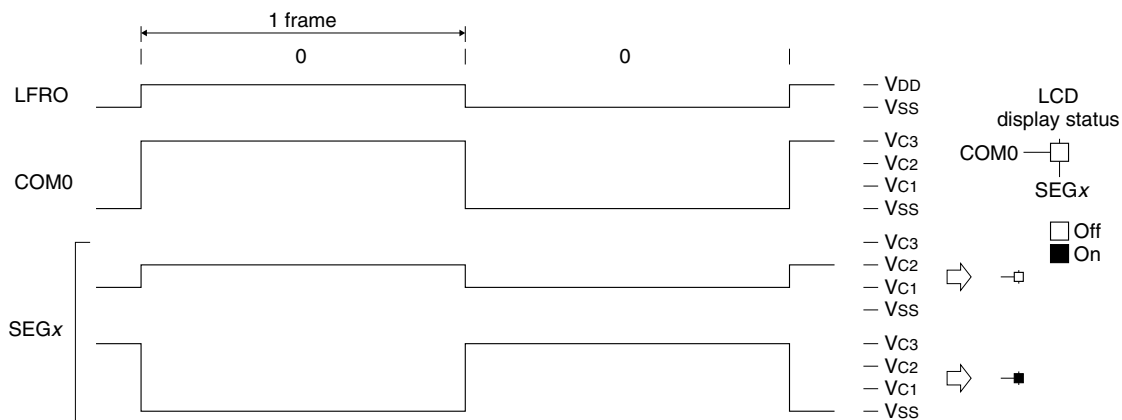 1 frame
0 0
LFRO
VDD
VSS
LCD
display status
COM0
SEGx
Off
On
COM0
VC3
VC2
VC1
VSS
SEGx
VC3
VC2
VC1
VSS
VC3
VC2
VC1
VSS